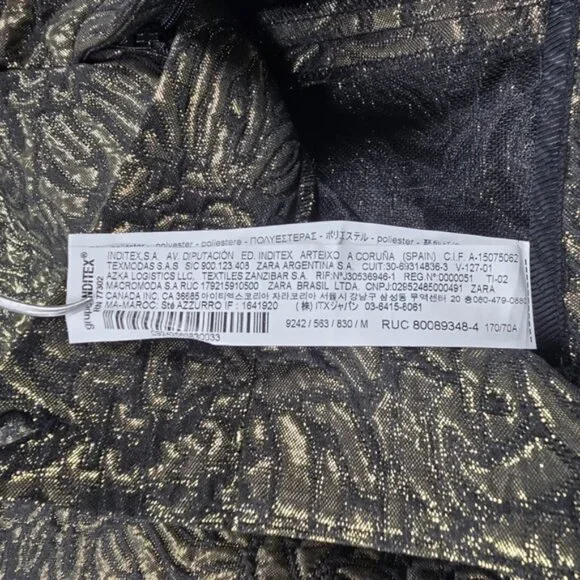 polyester - poliestere - ΠΟΛΥΕΣΤΕΡΑΣ - ポリエステル - poliester -
INDITEX,S.A. AV. DIPUTACIÓN ED. INDITEX ARTEIXO A CORUÑA (SPAIN) C.I.F. A-15075062
TEXMODAS S.A.S SIC 900.123.408 ZARA ARGENTINA S.A. CUIT:30-69314836-3 V-127-01
AZKA LOGISTICS LLC, TEXTILES ZANZIBAR S.A. RIF:NºJ30536946-1 REG Nº:0000051 TI-02
MACROMODA S.A RUC 179215910500 ZARA BRASIL LTDA. CNPJ:02952485000491 ZARA
CANADA INC. CA 36685 아이티엑스코리아 자라코리아 서울시 강남구 삼성동 무역센터 20 층 080-479-0880
MA-MAROC Sté AZZURRO IF : 1641920 (株) ITXジャパン 03-6415-6061
9242 / 563 / 830 / M RUC 80089348-4 170/70A
INDITEX®